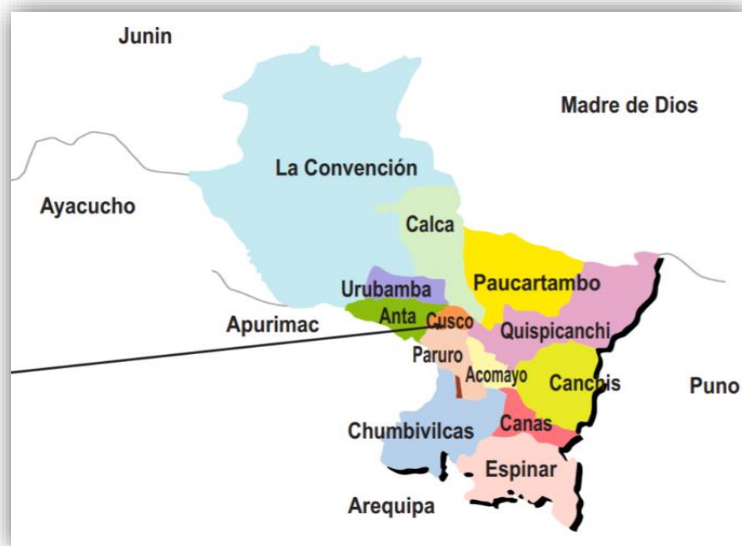 Junin
Madre de Dios
La Convención
Ayacucho
Calca
Urubamba
Paucartambo
Anta
Cusco
Apurimac
Quispicanchi
Paruro
Acomayo
Canchis
Puno
Chumbivilcas
Canas
Espinar
Arequipa